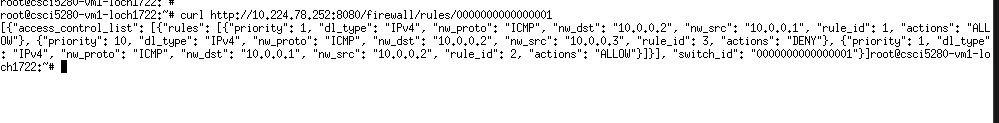 root@csci5280-vm1-loch1722:~#
root@csci5280-vm1-loch1722:~# curl http://10.224.78.252:8080/firewall/rules/0000000000000001
[{"access_control_list": [{"rules": [{"priority": 1, "dl_type": "IPv4", "nw_proto": "ICMP", "nw_dst": "10.0.0.2", "nw_src": "10.0.0.1", "rule_id": 1, "actions": "ALL
OW"}, {"priority": 10, "dl_type": "IPv4", "nw_proto": "ICMP", "nw_dst": "10.0.0.2", "nw_src": "10.0.0.3", "rule_id": 3, "actions": "DENY"}, {"priority": 1, "dl_type"
: "IPv4", "nw_proto": "ICMP", "nw_dst": "10.0.0.1", "nw_src": "10.0.0.2", "rule_id": 2, "actions": "ALLOW"}]}], "switch_id": "0000000000000001"}]root@csci5280-vm1-lo
ch1722:~#